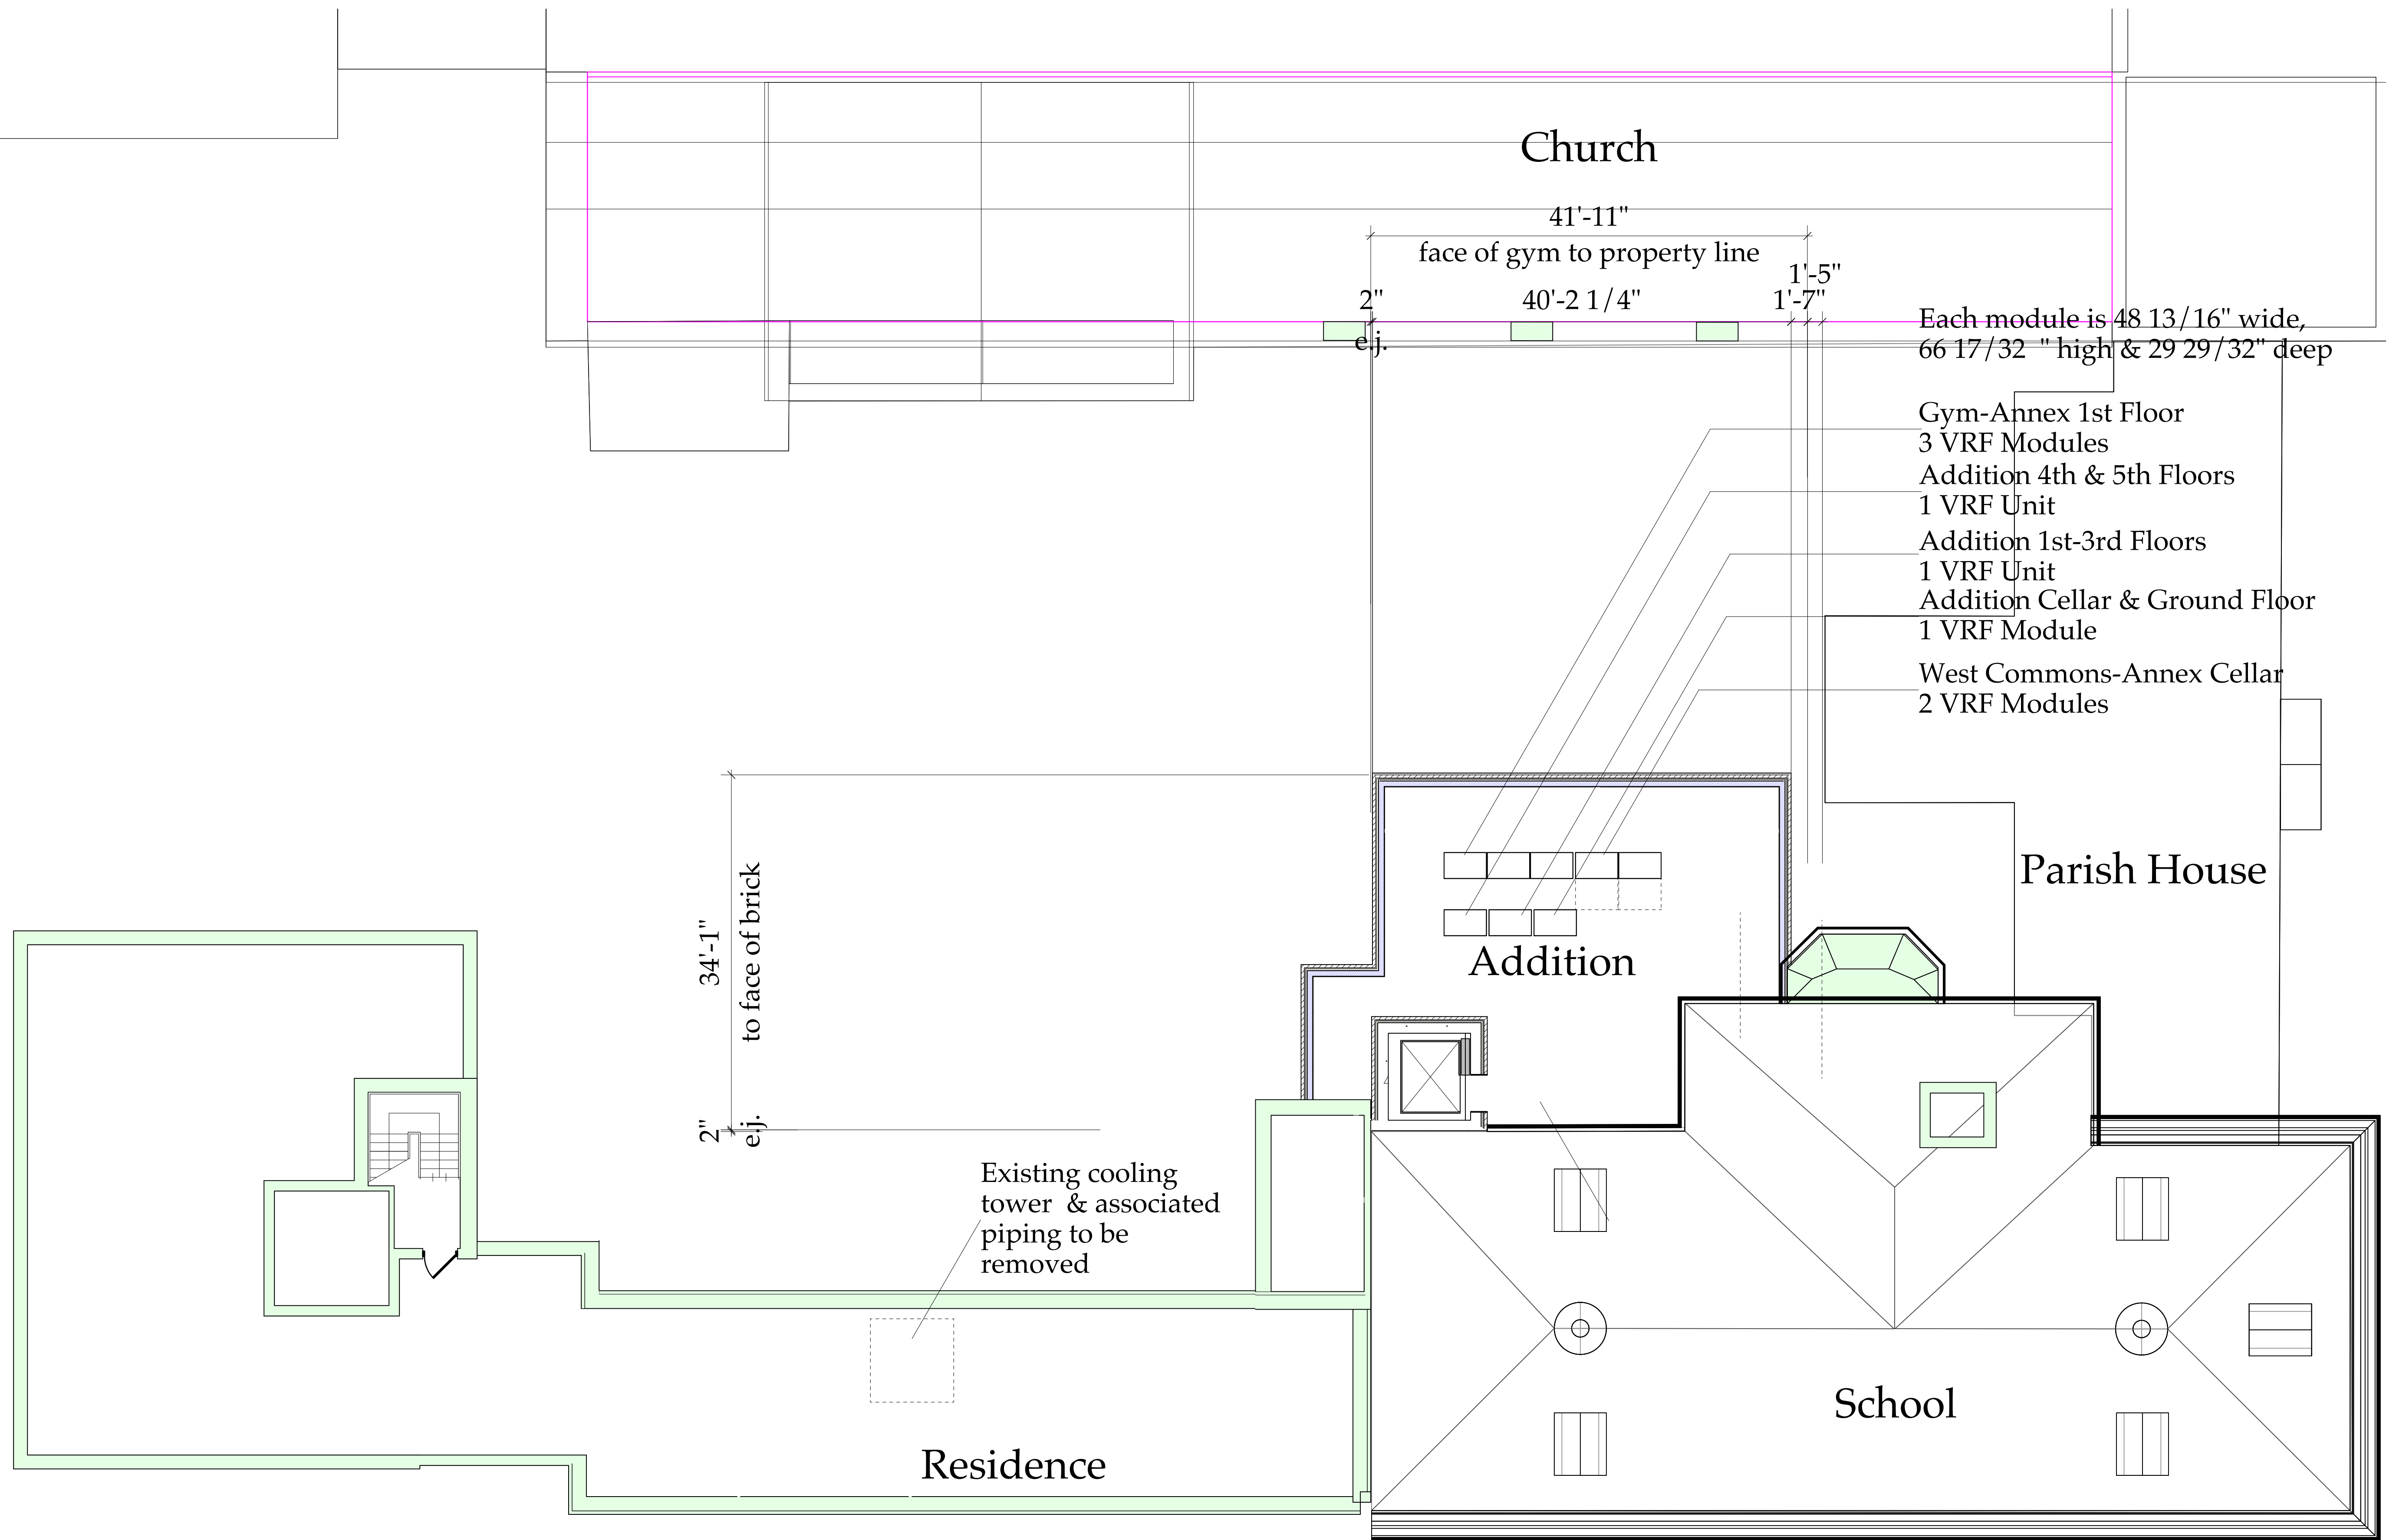 Church
41'-11"
face of gym to property line
1'-5"
2"
40'-2 1/4"
1'-7"
e.j.
Each module is 48 13/16" wide,
66 17/32 " high & 29 29/32" deep
Gym-Annex 1st Floor
3 VRF Modules
Addition 4th & 5th Floors
1 VRF Unit
Addition 1st-3rd Floors
1 VRF Unit
Addition Cellar & Ground Floor
1 VRF Module
West Commons-Annex Cellar
2 VRF Modules
Parish House
34'-1"
to face of brick
Addition
2"
e.j.
Existing cooling
tower & associated
piping to be
removed
School
Residence